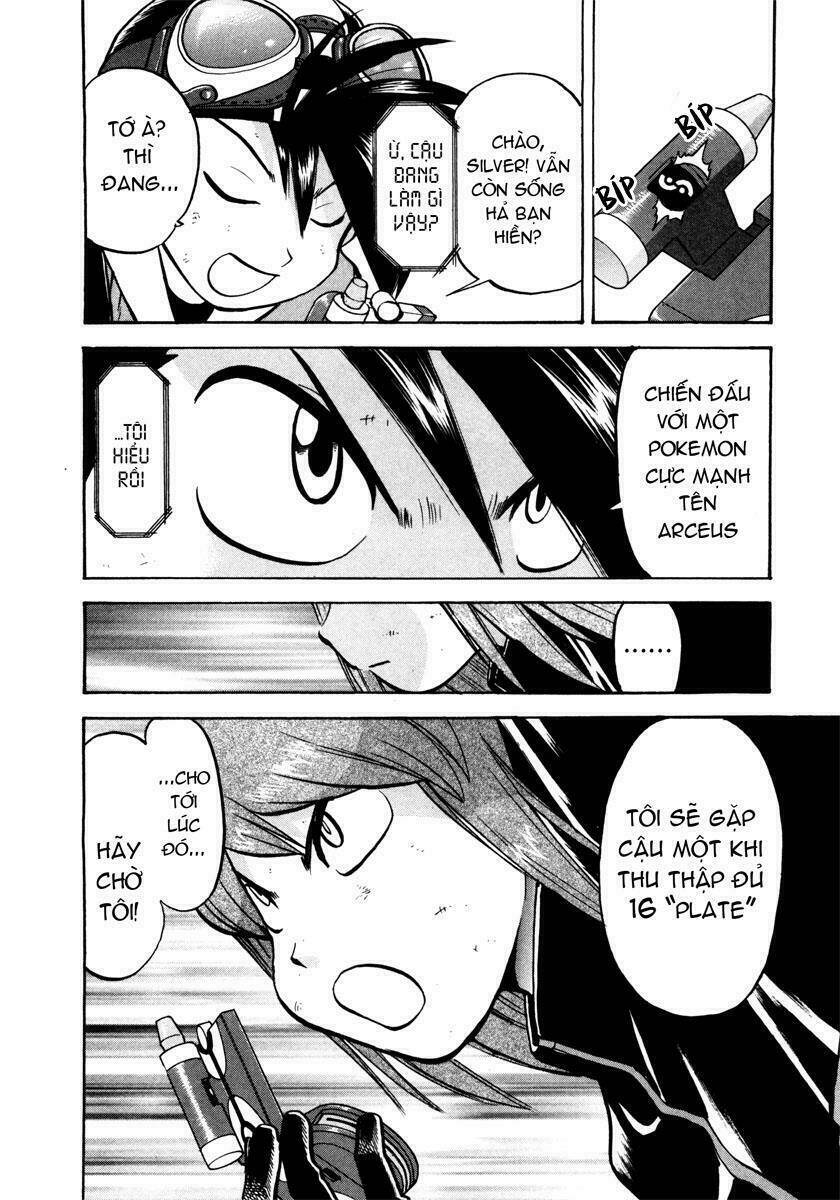 BÍP
BÍP
CHÀO,
SILVER! VẪN
CÒN SỐNG
HẢ BẠN
HIỀN?
Ừ, CẬU
BANG
LÀM GÌ
VẬY?
TỚ À?
THÌ
ĐANG...
CHIẾN ĐẤU
VỚI MỘT
POKEMON
CỰC MẠNH
TÊN
ARCEUS
...TÔI
HIỂU
RỒI
......
TÔI SẼ GẶP
CẬU MỘT KHI
THU THẬP ĐỦ
16 "PLATE"
...CHO
TỚI
LÚC
ĐÓ...
HÃY
CHỜ
TÔI!